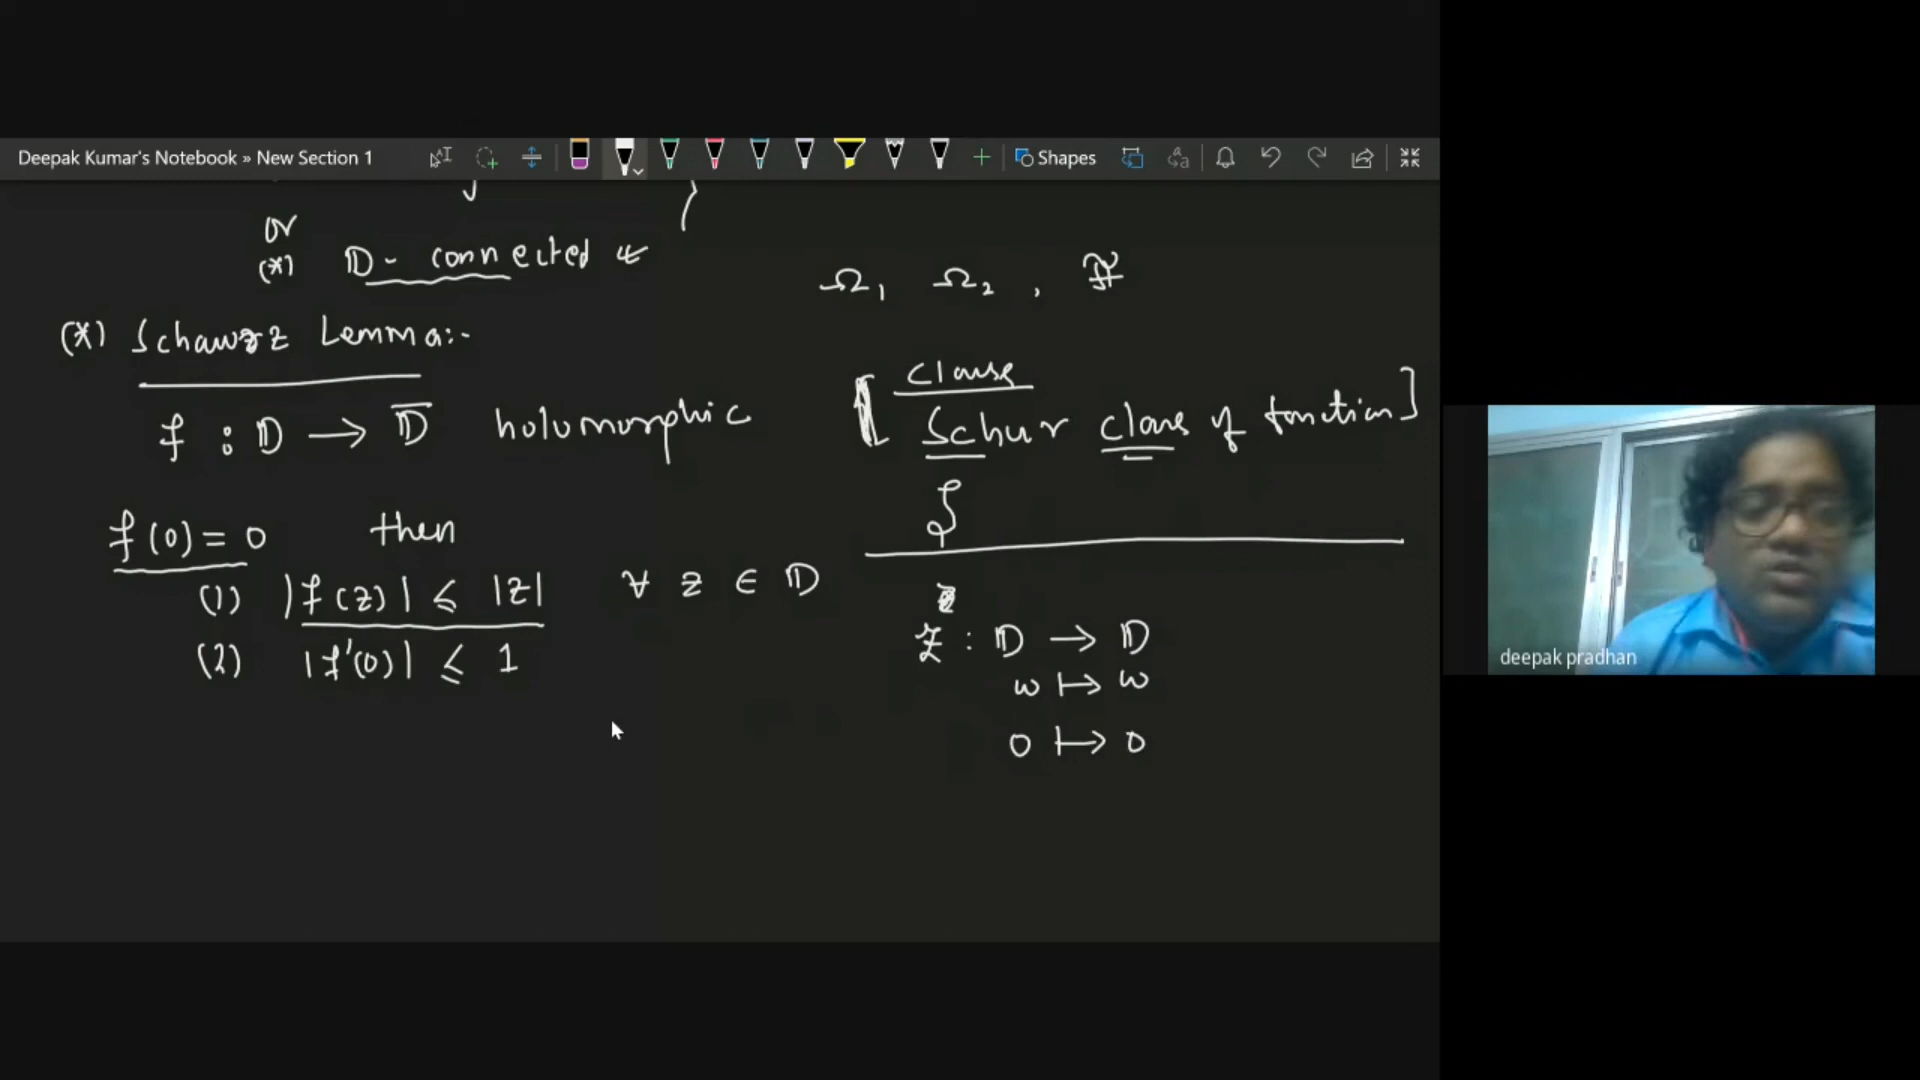 Deepak Kumar's Notebook » New Section 1
Shapes
or
(*) D - connected
(*) Schawrz Lemma:-
f : D → D̅ holomorphic
f(0) = 0 then
(1) |f(z)| ≤ |z| ∀ z ∈ D
(2) |f'(0)| ≤ 1
Ω₁ Ω₂ ,
[ Schur class of function]
z : D → D
w ↦ w
0 ↦ 0
deepak pradhan